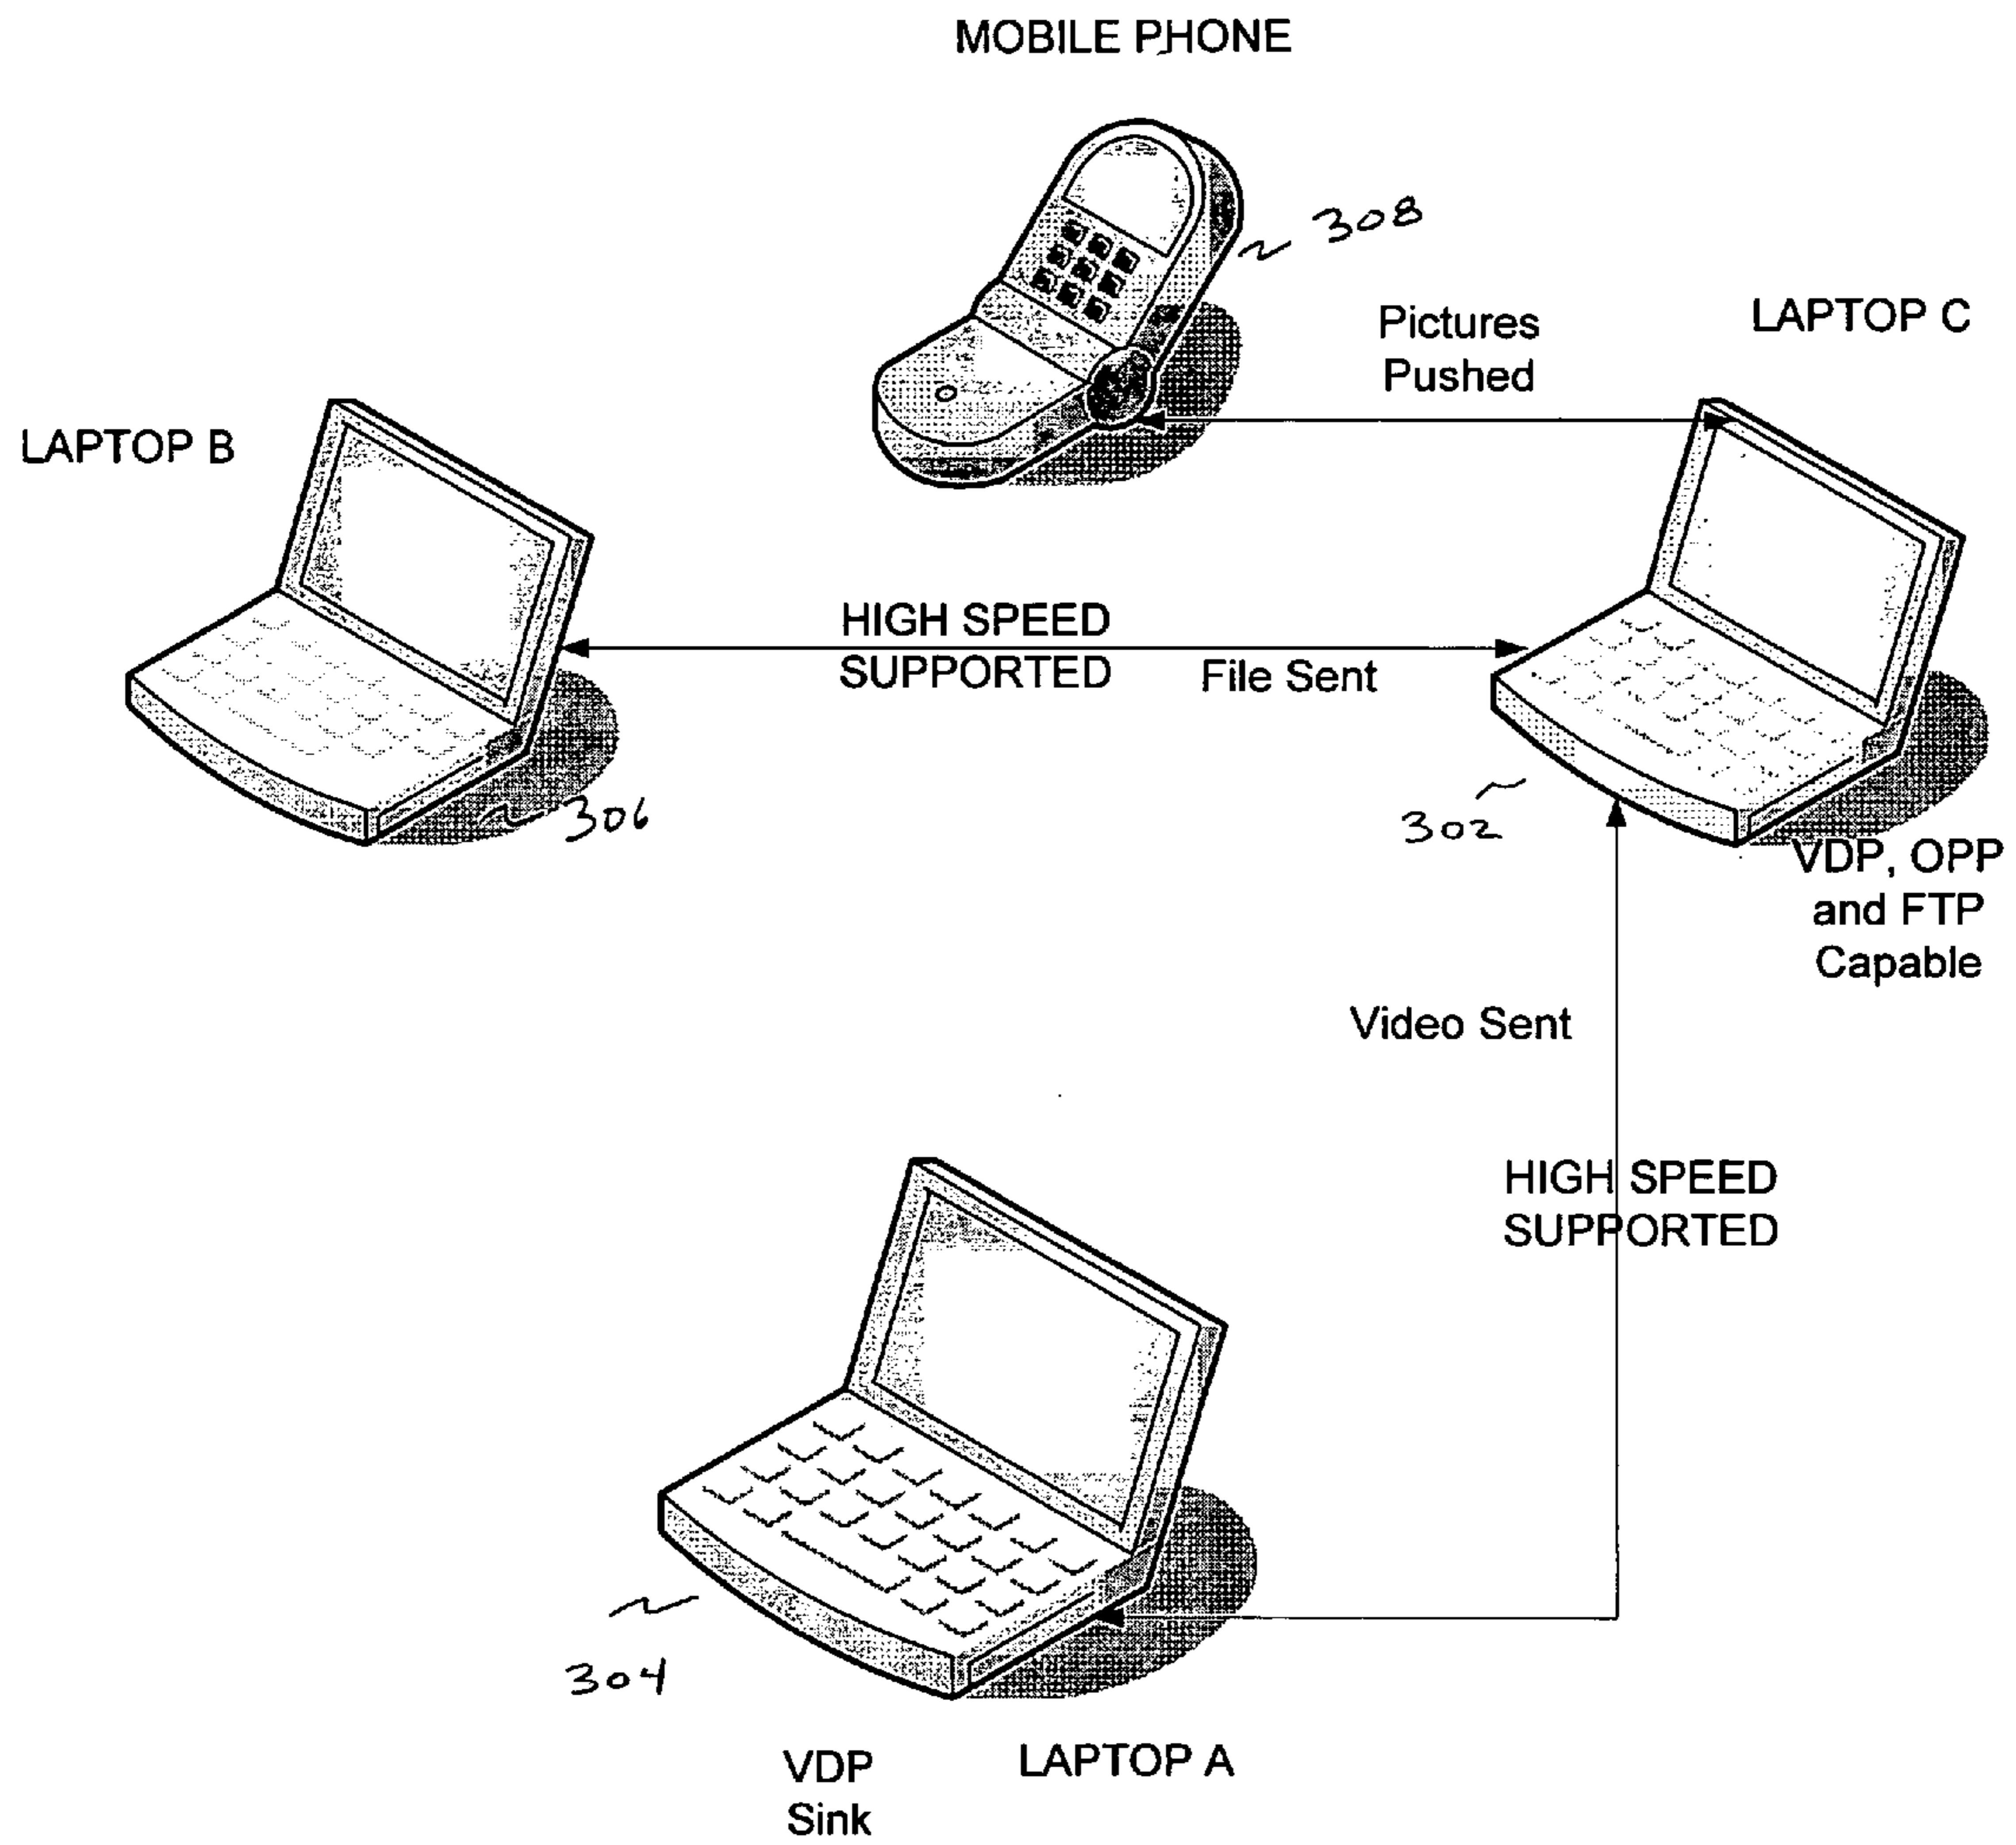 MOBILE PHONE
308
Pictures
Pushed
LAPTOP C
LAPTOP B
HIGH SPEED
SUPPORTED
File Sent
306
302
VDP, OPP
and FTP
Capable
Video Sent
HIGH SPEED
SUPPORTED
304
VDP
Sink
LAPTOP A